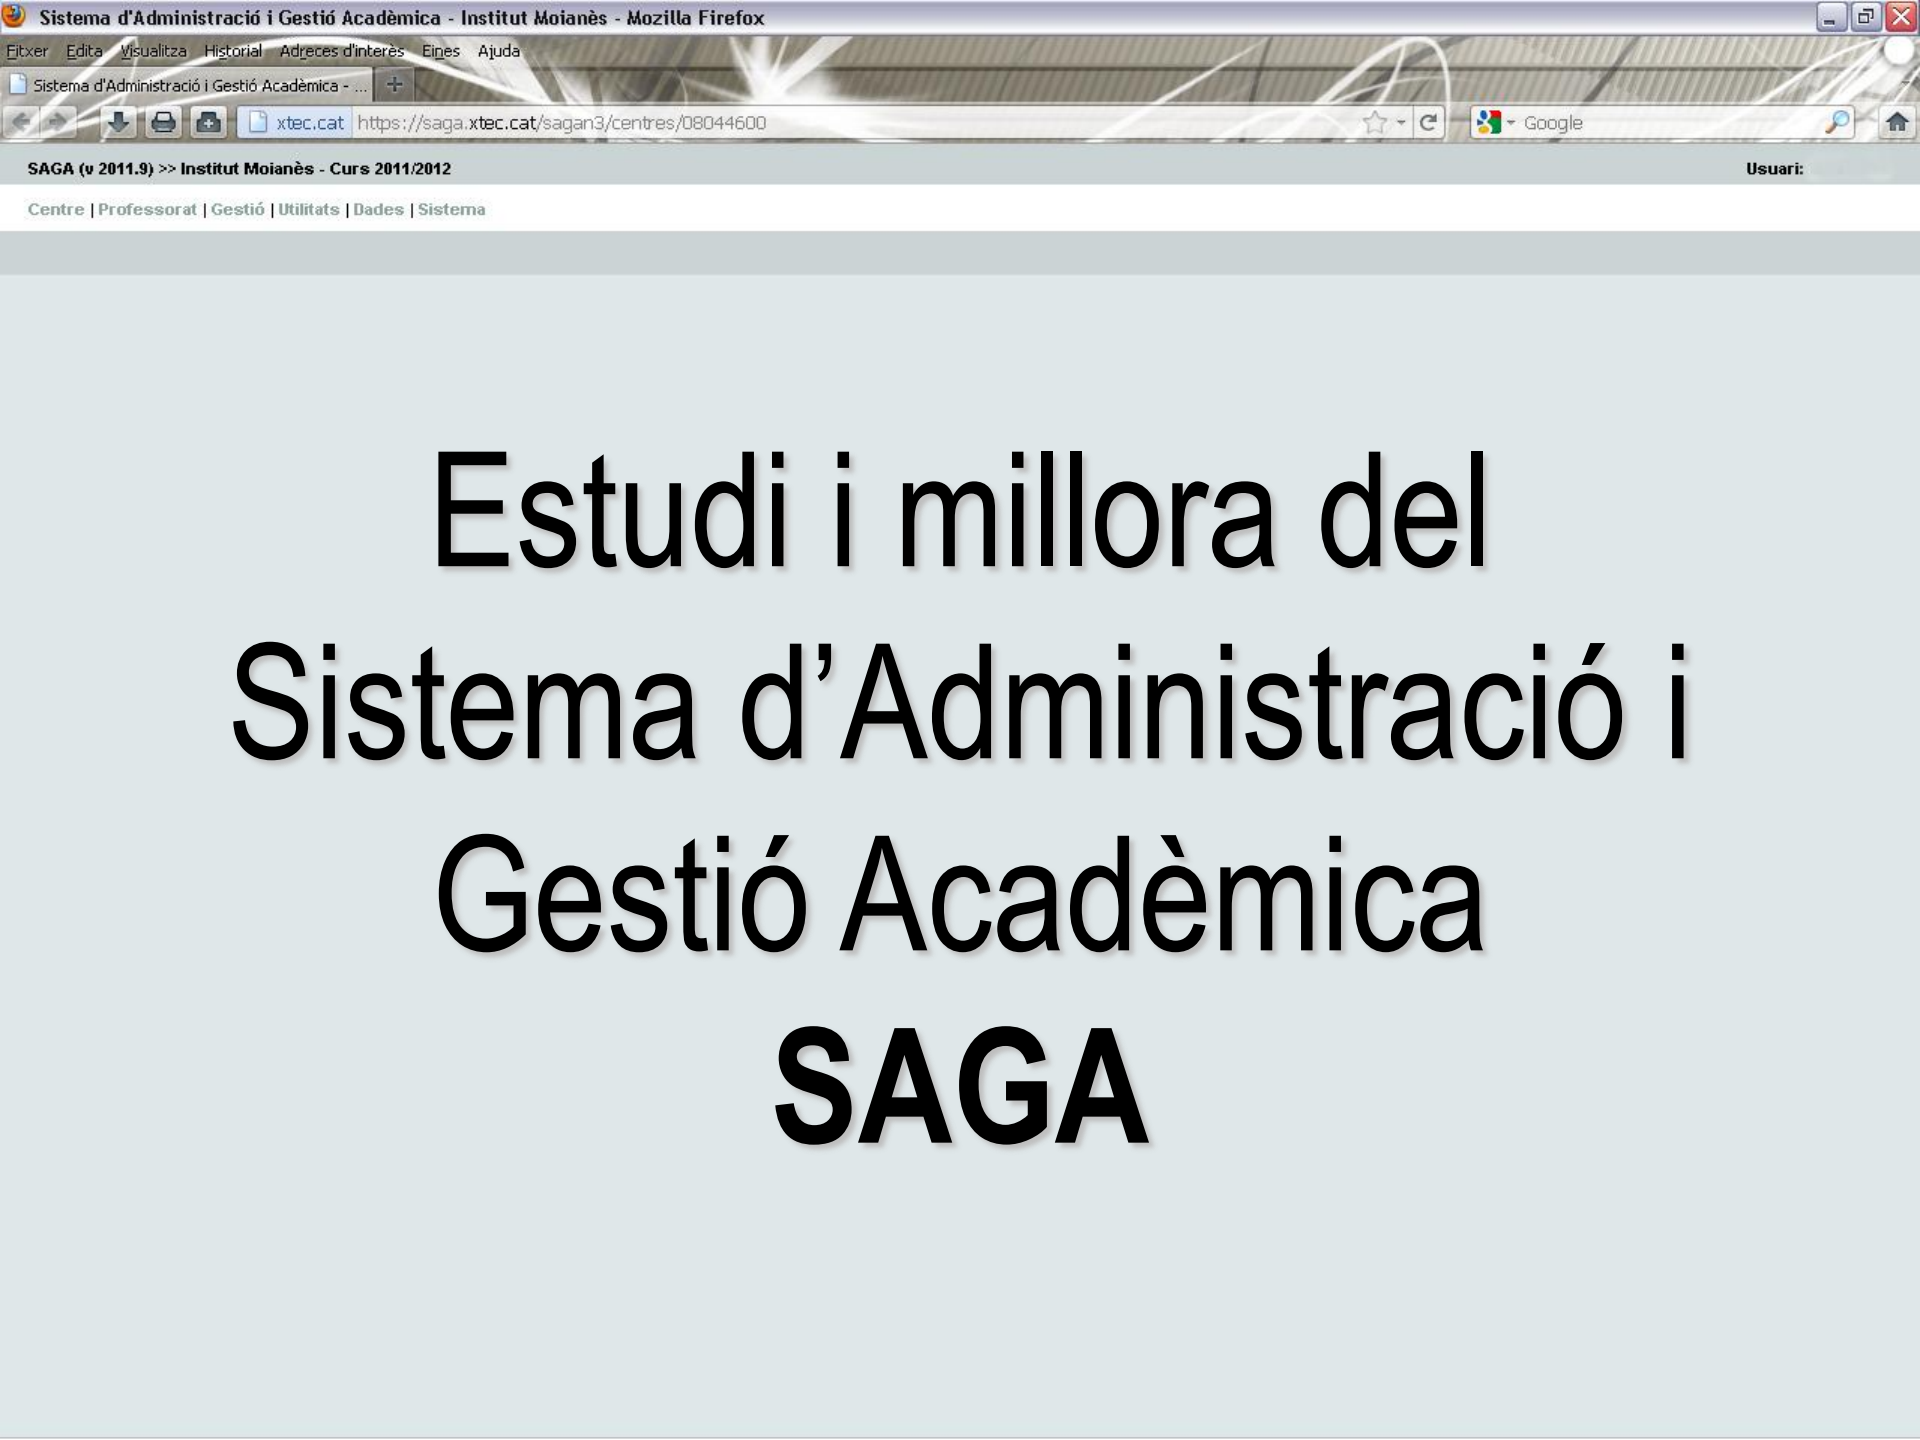 Sistema d'Administració i Gestió Acadèmica - Institut Moianès - Mozilla Firefox
Fitxer Edita Visualitza Historial Adreces d'interès Eines Ajuda
Sistema d'Administració i Gestió Acadèmica - ...
xtec.cat https://saga.xtec.cat/sagan3/centres/08044600 Google
SAGA (v 2011.9) >> Institut Moianès - Curs 2011/2012 Usuari:
Centre | Professorat | Gestió | Utilitats | Dades | Sistema
Estudi i millora del
Sistema d’Administració i
Gestió Acadèmica
SAGA